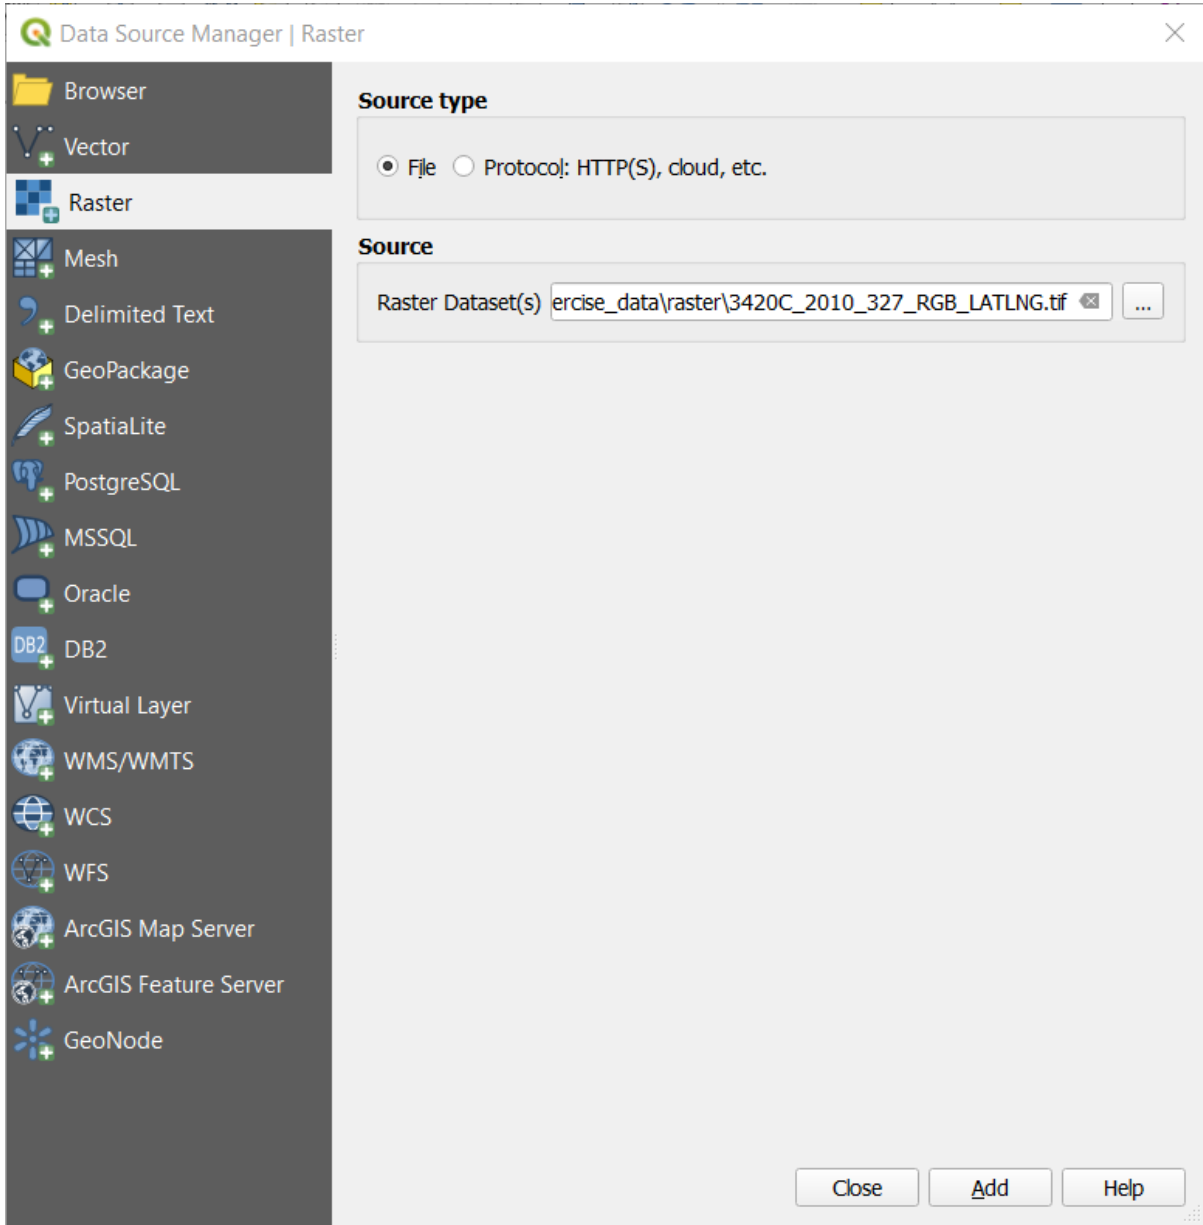 Data Source Manager | Raster
Browser
Vector
Raster
Mesh
Delimited Text
GeoPackage
SpatiaLite
PostgreSQL
MSSQL
Oracle
DB2
DB2
Virtual Layer
WMS/WMTS
WCS
WFS
ArcGIS Map Server
ArcGIS Feature Server
GeoNode
Source type
File Protocol: HTTP(S), cloud, etc.
Source
Raster Dataset(s) ercise_data\raster\3420C_2010_327_RGB_LATLNG.tif ...
Close Add Help